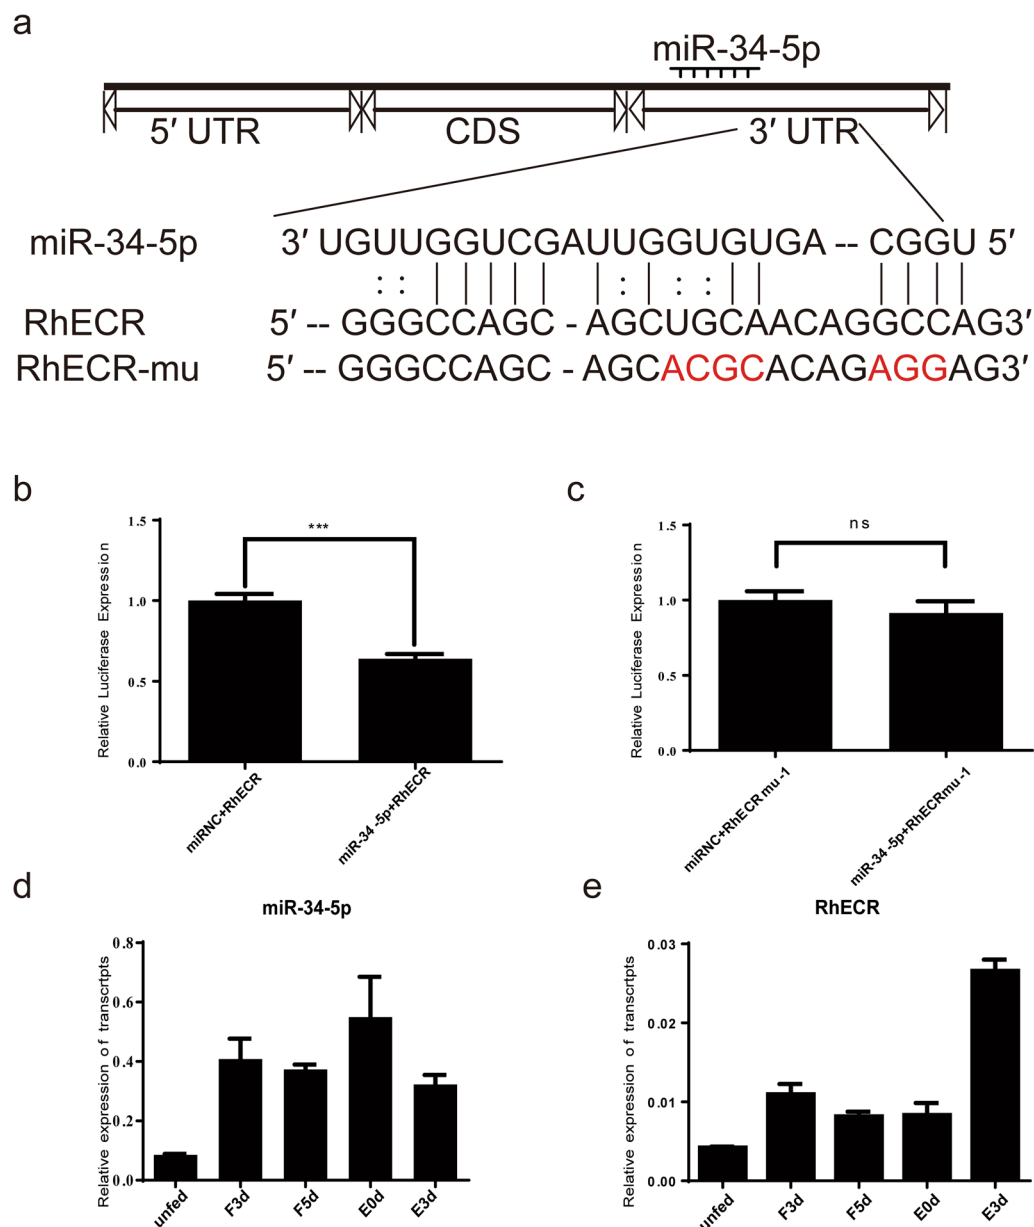 a
miR-34-5p
5′ UTR CDS 3′ UTR
miR-34-5p 3′ UGUUGGUCGAUUGGUGUGA -- CGGU 5′
RhECR 5′ -- GGGCCAGC - AGCUGCAACAGGCCAG3′
RhECR-mu 5′ -- GGGCCAGC - AGCACGCACAGAGGAG3′
b
Relative Luciferase Expression
1.5
1.0
0.5
0.0
***
miRNC+RhECR
miR-34 -5p+RhECR
c
Relative Luciferase Expression
1.5
1.0
0.5
0.0
ns
miRNC+RhECR mu -1
miR-34 -5p+RhECRmu -1
d
miR-34-5p
Relative expression of transcrtpts
0.8
0.6
0.4
0.2
0.0
unfed
F3d
F5d
E0d
E3d
e
RhECR
Relative expression of transcrtpts
0.03
0.02
0.01
0.00
unfed
F3d
F5d
E0d
E3d